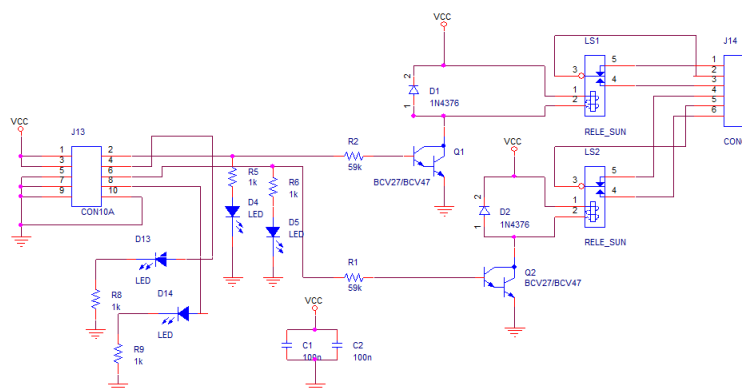 VCC
LS1
J14
3
5
4
1
2
1
2
3
4
5
6
2
1
D1
1N4376
RELE_SUN
J13
VCC
1
3
5
7
9
2
4
6
8
10
CON10A
R2
59k
Q1
BCV27/BCV47
VCC
LS2
3
5
4
1
2
R5
1k
R6
1k
D4
LED
D5
LED
2
1
D2
1N4376
RELE_SUN
D13
LED
R1
59k
Q2
BCV27/BCV47
R8
1k
D14
LED
VCC
R9
1k
C1
100n
C2
100n